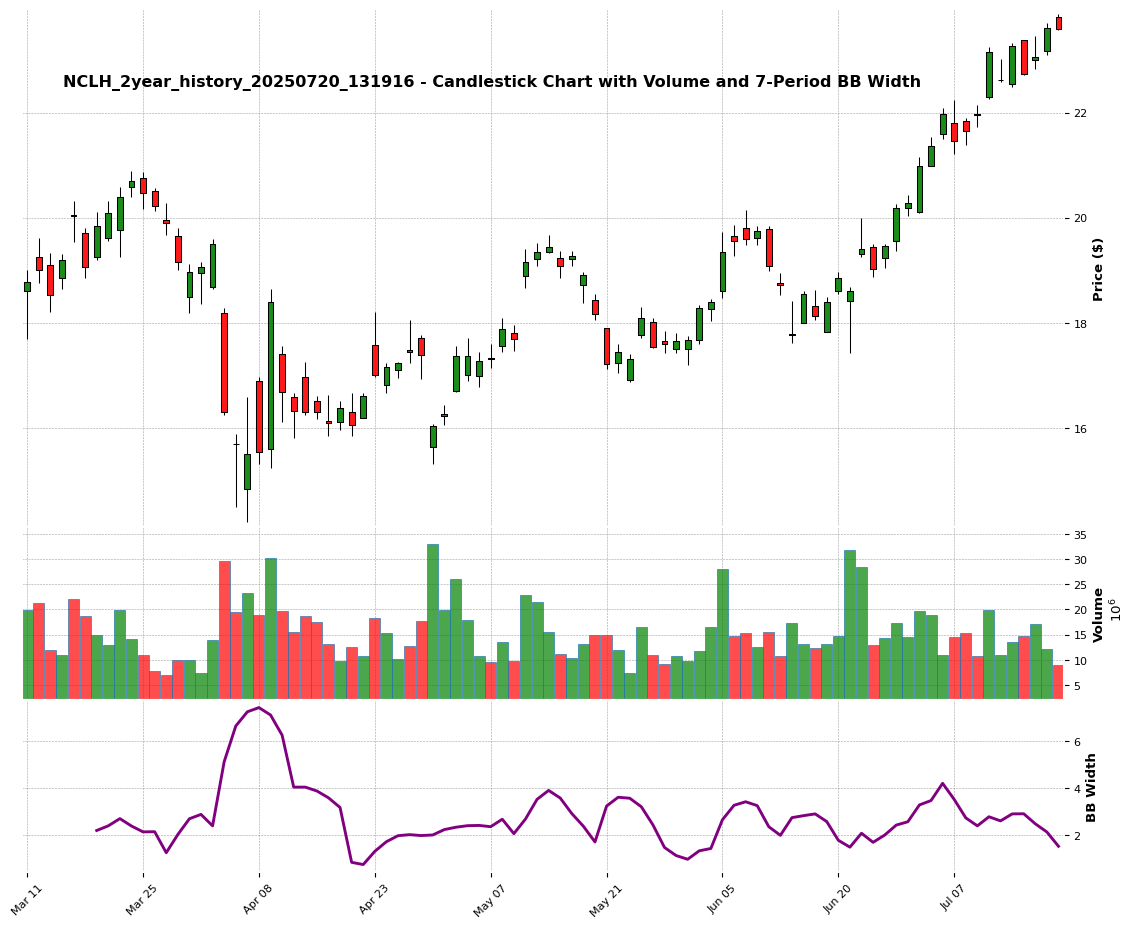 NCLH_2year_history_20250720_131916 - Candlestick Chart with Volume and 7-Period BB Width
22
20
18
16
Price ($)
35
30
25
20
15
10
5
Volume
10^6
6
4
2
BB Width
Mar 11
Mar 25
Apr 08
Apr 23
May 07
May 21
Jun 05
Jun 20
Jul 07